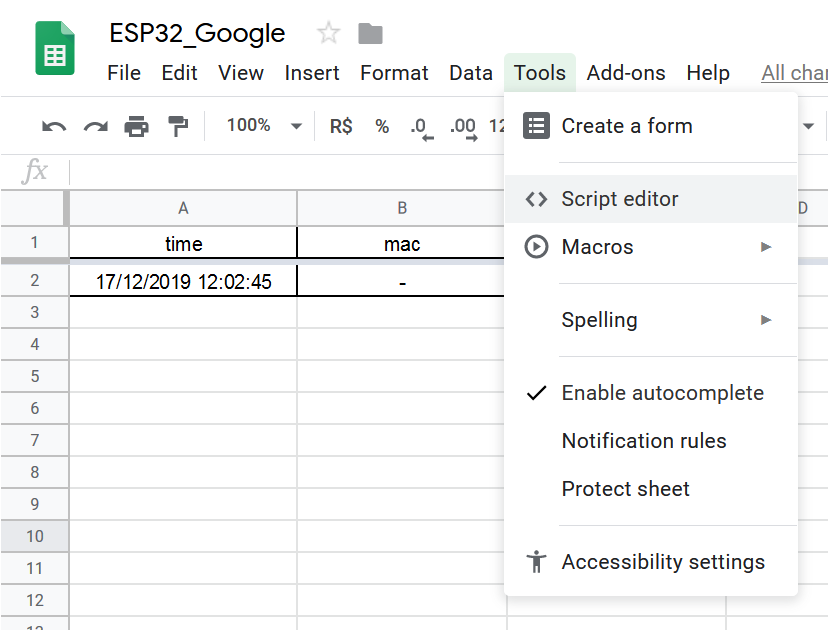 ESP32_Google
File Edit View Insert Format Data Tools Add-ons Help All cha
100% R$ % .0 .00 12
Create a form
fx
Script editor
A B D
1 time mac
Macros
2 17/12/2019 12:02:45 -
3
Spelling
4
5
Enable autocomplete
6
7
Notification rules
8
Protect sheet
9
10
Accessibility settings
11
12